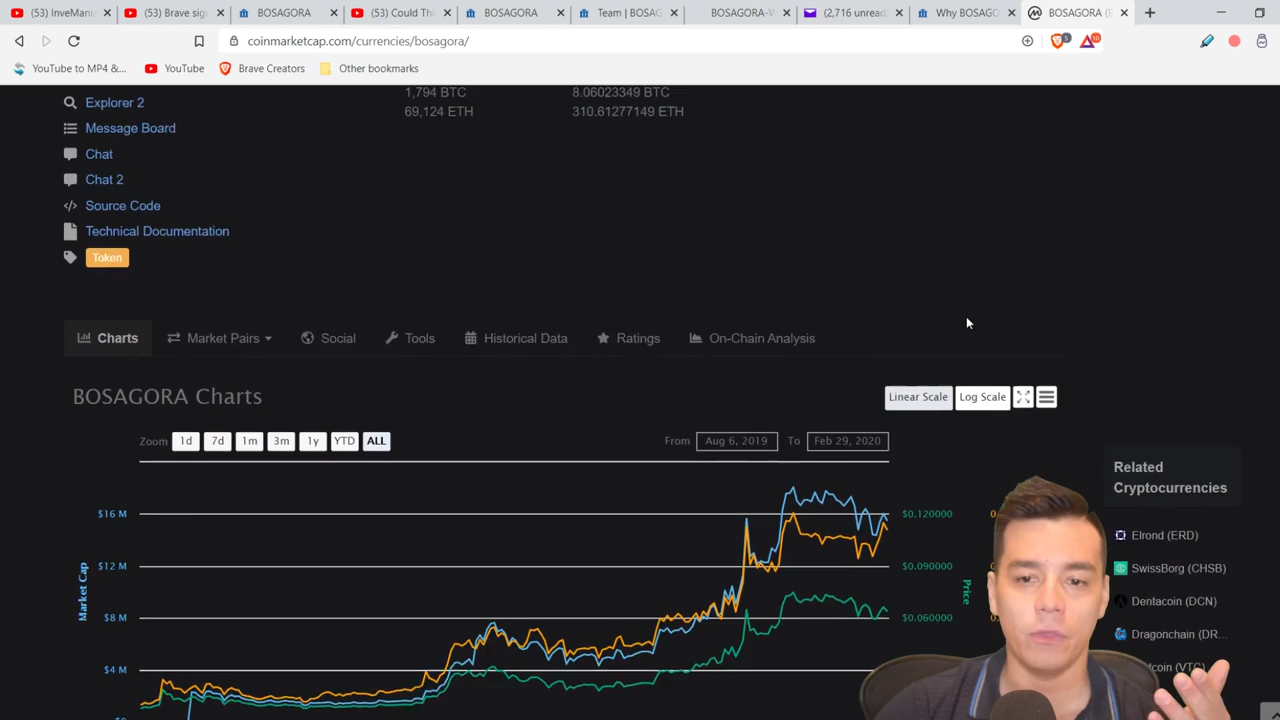 (53) InveMani
(53) Brave sig
BOSAGORA
(53) Could Thi
BOSAGORA
Team | BOSAG
BOSAGORA-W
(2,716 unread
Why BOSAGO
BOSAGORA (B
coinmarketcap.com/currencies/bosagora/
5
10
YouTube to MP4 &...
YouTube
Brave Creators
Other bookmarks
1,794 BTC
8.06023349 BTC
69,124 ETH
310.61277149 ETH
Explorer 2
Message Board
Chat
Chat 2
Source Code
Technical Documentation
Token
Charts
Market Pairs
Social
Tools
Historical Data
Ratings
On-Chain Analysis
BOSAGORA Charts
Linear Scale
Log Scale
Zoom 1d 7d 1m 3m 1y YTD ALL
From Aug 6, 2019 To Feb 29, 2020
Related
Cryptocurrencies
$16 M
$12 M
$8 M
$4 M
Market Cap
$0.120000
$0.090000
$0.060000
Price
Elrond (ERD)
SwissBorg (CHSB)
Dentacoin (DCN)
Dragonchain (DR...
tcoin (VTC)